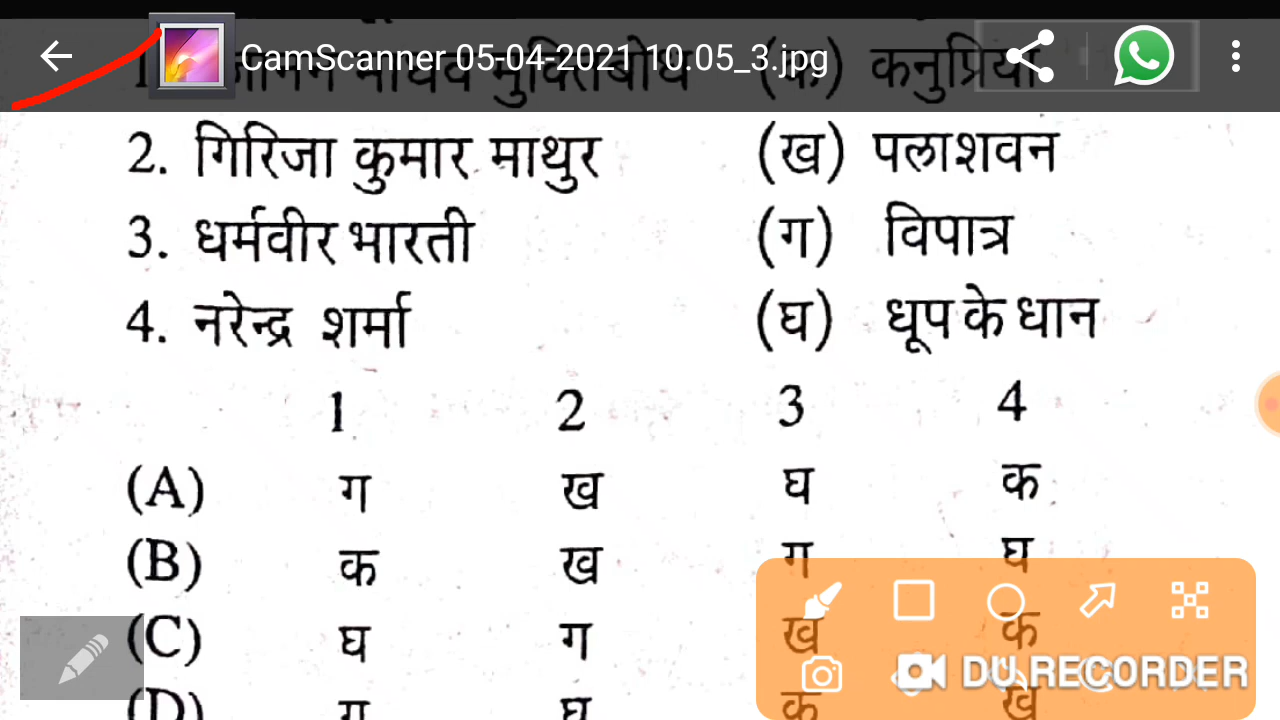 CamScanner 05-04-2021 10.05_3.jpg
माधव मुक्तिबोध (क) कनुप्रिया
2. गिरिजा कुमार माथुर (ख) पलाशवन
3. धर्मवीर भारती (ग) विपात्र
4. नरेन्द्र शर्मा (घ) धूप के धान
1 2 3 4
(A) ग ख घ क
(B) क ख ग घ
(C) घ ग ख क
(D) ग घ क ख
DU RECORDER